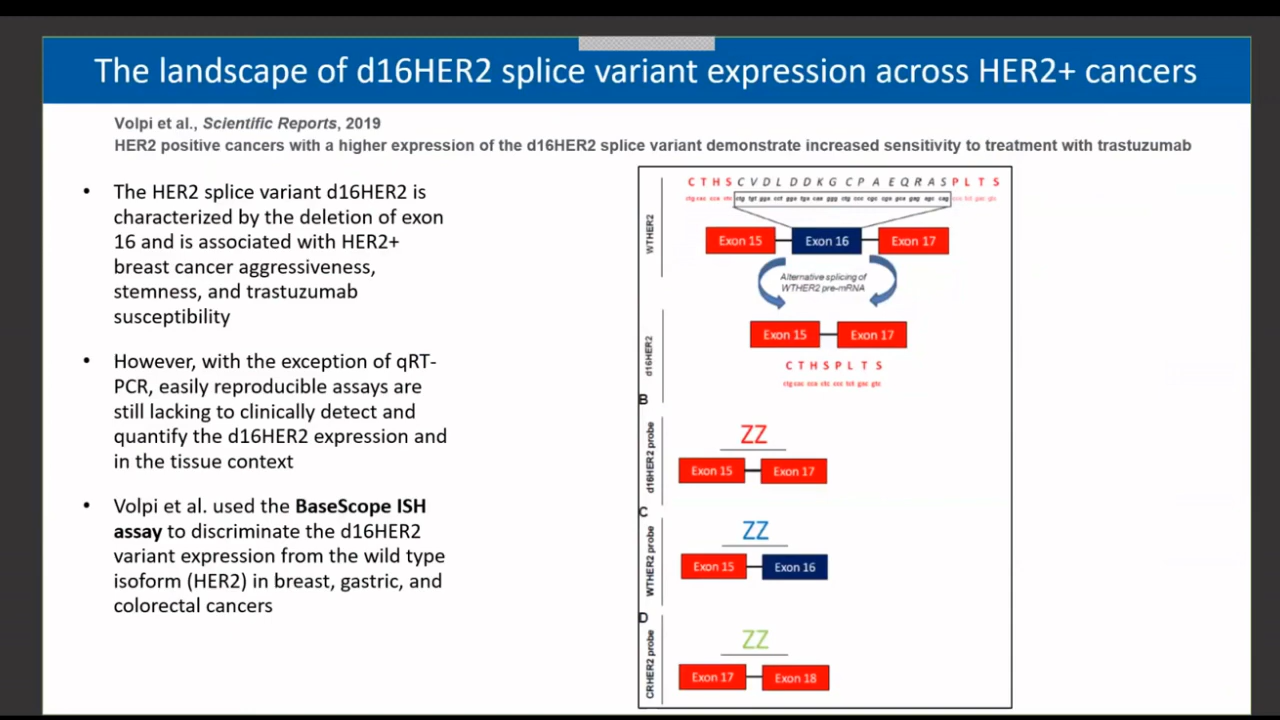 The landscape of d16HER2 splice variant expression across HER2+ cancers
Volpi et al., Scientific Reports, 2019
HER2 positive cancers with a higher expression of the d16HER2 splice variant demonstrate increased sensitivity to treatment with trastuzumab
• The HER2 splice variant d16HER2 is
characterized by the deletion of exon
16 and is associated with HER2+
breast cancer aggressiveness,
stemness, and trastuzumab
susceptibility
• However, with the exception of qRT-
PCR, easily reproducible assays are
still lacking to clinically detect and
quantify the d16HER2 expression and
in the tissue context
• Volpi et al. used the BaseScope ISH
assay to discriminate the d16HER2
variant expression from the wild type
isoform (HER2) in breast, gastric, and
colorectal cancers
C T H S C V D L D D K G C P A E Q R A S P L T S
WTHER2
Exon 15 Exon 16 Exon 17
Alternative splicing of
WTHER2 pre-mRNA
d16HER2
Exon 15 Exon 17
C T H S P L T S
B
d16HER2 probe
ZZ
Exon 15 Exon 17
C
WTHER2 probe
ZZ
Exon 15 Exon 16
D
CRHER2 probe
ZZ
Exon 17 Exon 18